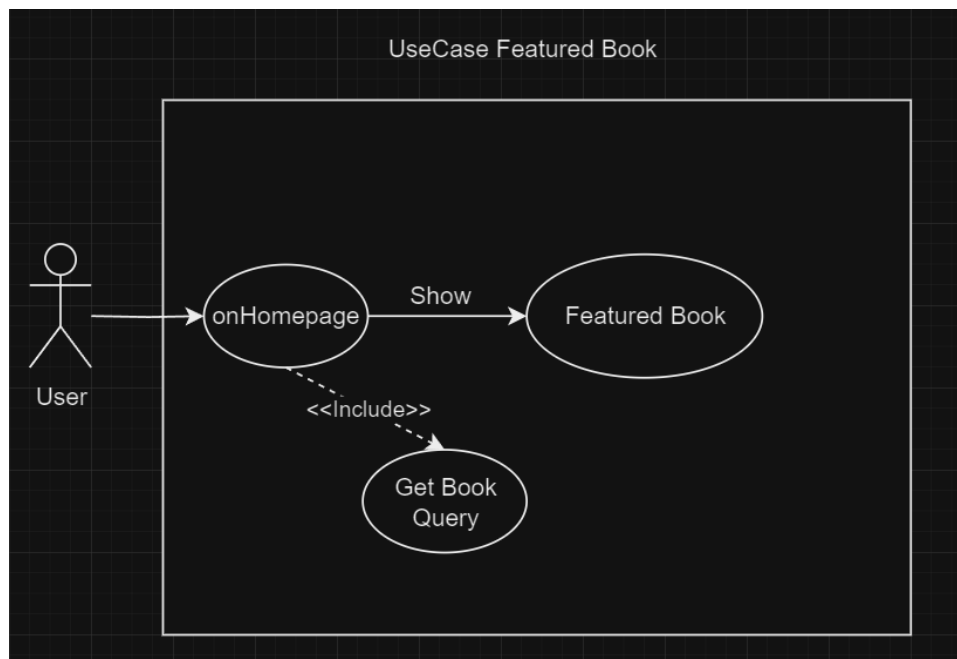 UseCase Featured Book
onHomepage
Show
Featured Book
User
<<Include>>
Get Book
Query